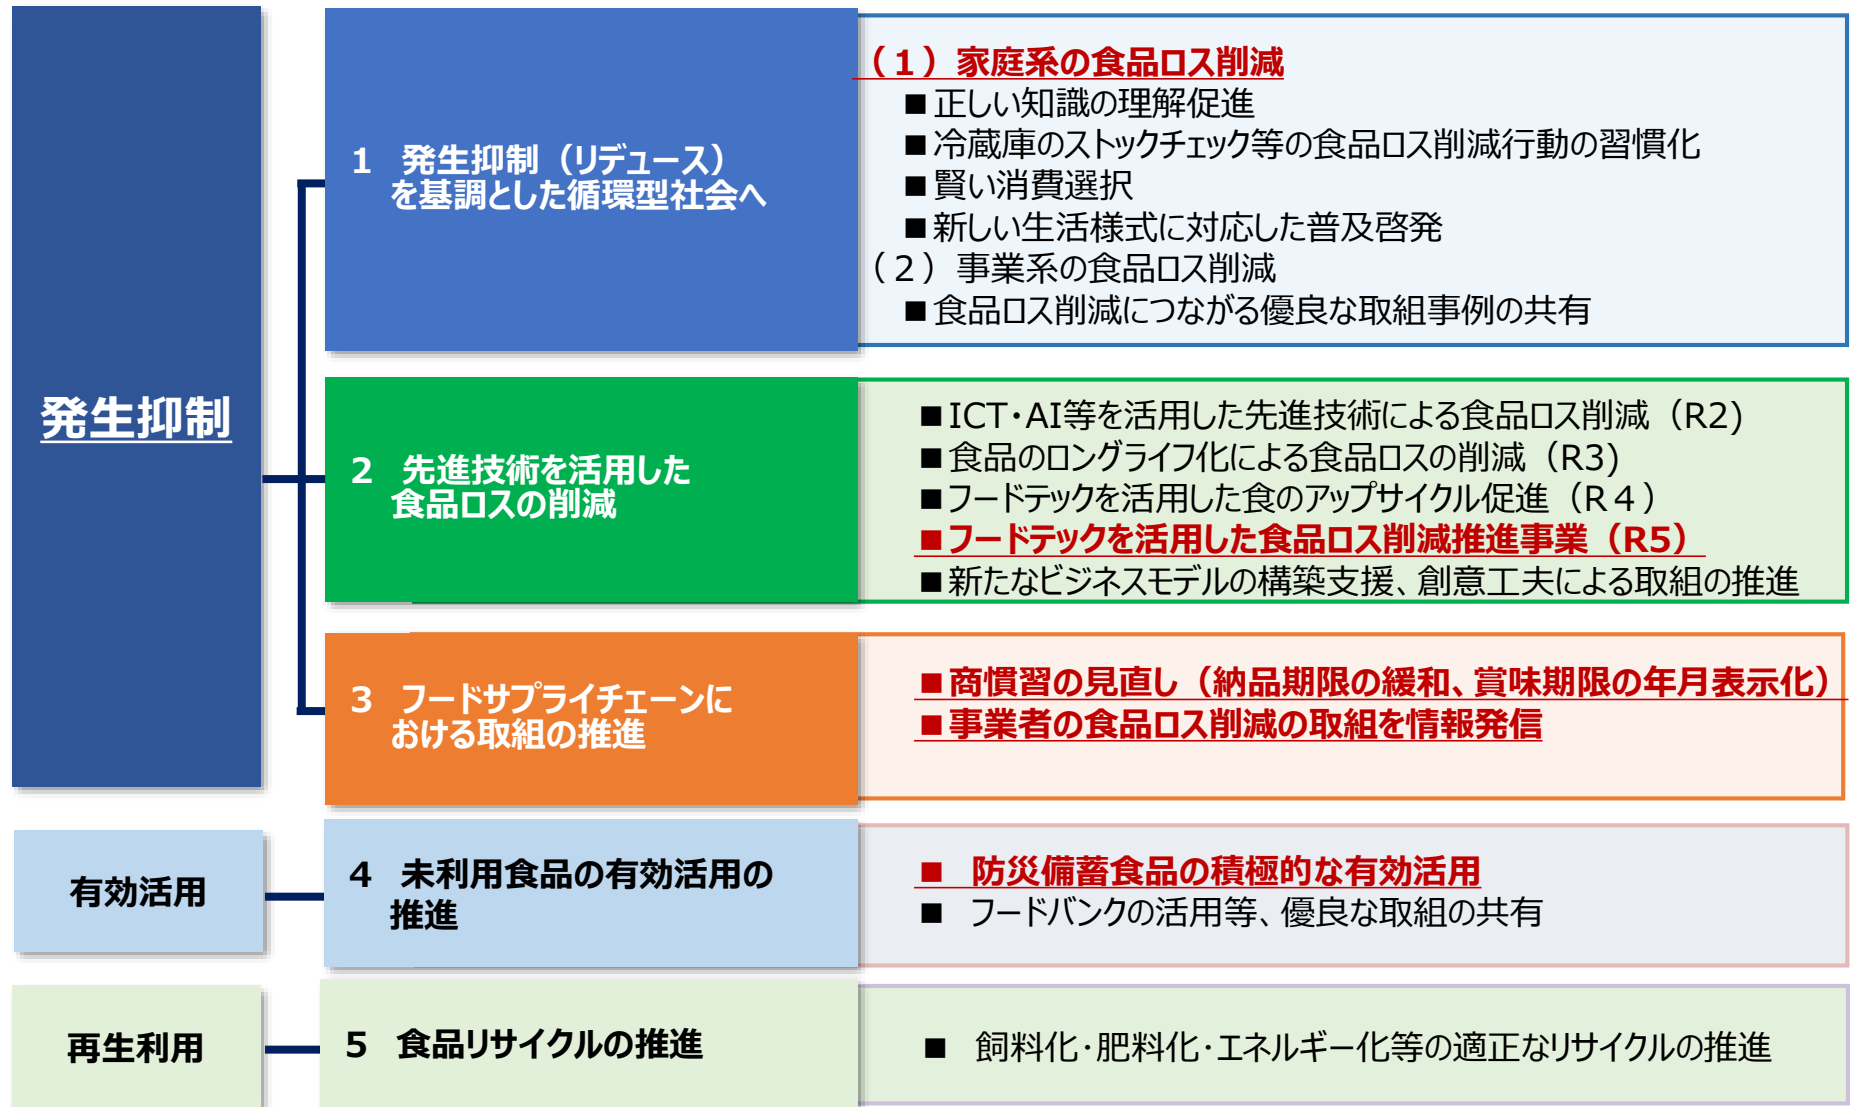 発生抑制
1 発生抑制（リデュース）
を基調とした循環型社会へ
（１）家庭系の食品ロス削減
■正しい知識の理解促進
■冷蔵庫のストックチェック等の食品ロス削減行動の習慣化
■賢い消費選択
■新しい生活様式に対応した普及啓発
（２）事業系の食品ロス削減
■食品ロス削減につながる優良な取組事例の共有
2 先進技術を活用した
食品ロスの削減
■ICT・AI等を活用した先進技術による食品ロス削減（R2)
■食品のロングライフ化による食品ロスの削減（R3)
■フードテックを活用した食のアップサイクル促進（R４）
■フードテックを活用した食品ロス削減推進事業（R5）
■新たなビジネスモデルの構築支援、創意工夫による取組の推進
3 フードサプライチェーンに
おける取組の推進
■商慣習の見直し（納品期限の緩和、賞味期限の年月表示化）
■事業者の食品ロス削減の取組を情報発信
有効活用
4 未利用食品の有効活用の
推進
■ 防災備蓄食品の積極的な有効活用
■ フードバンクの活用等、優良な取組の共有
再生利用
5 食品リサイクルの推進
■ 飼料化・肥料化・エネルギー化等の適正なリサイクルの推進